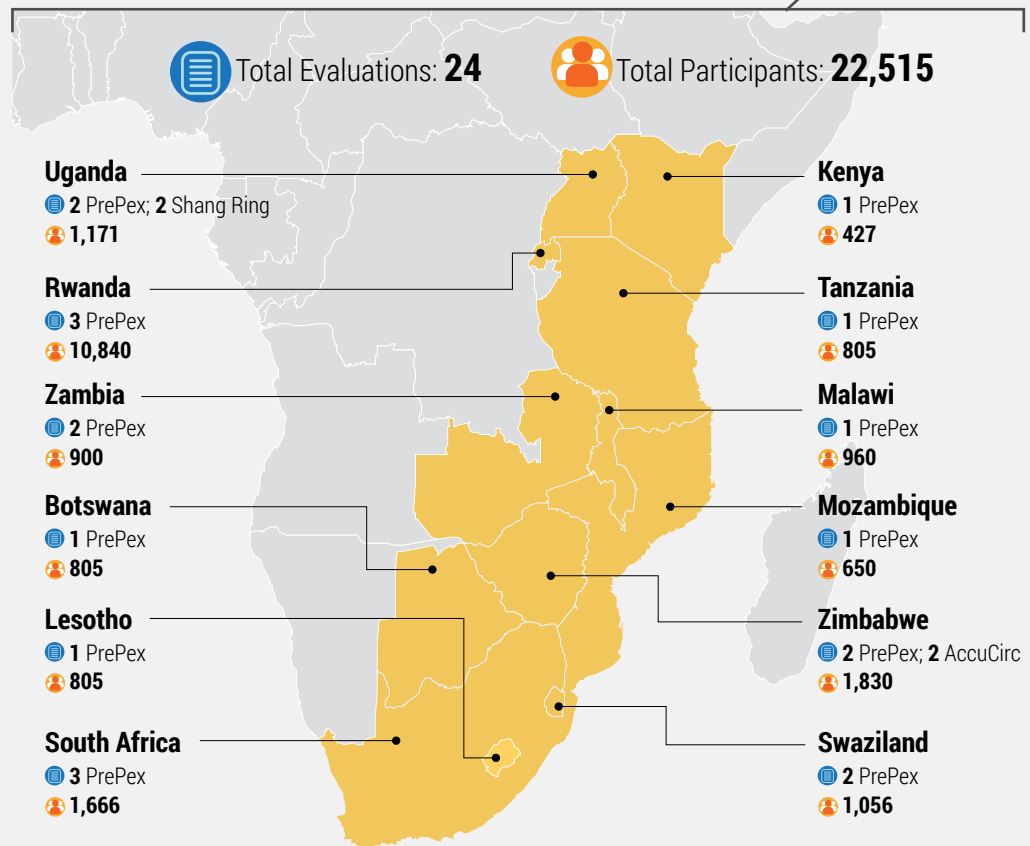 Total Evaluations: 24
Total Participants: 22,515
Uganda
2 PrePex; 2 Shang Ring
1,171
Rwanda
3 PrePex
10,840
Zambia
2 PrePex
900
Botswana
1 PrePex
805
Lesotho
1 PrePex
805
South Africa
3 PrePex
1,666
Kenya
1 PrePex
427
Tanzania
1 PrePex
805
Malawi
1 PrePex
960
Mozambique
1 PrePex
650
Zimbabwe
2 PrePex; 2 AccuCirc
1,830
Swaziland
2 PrePex
1,056